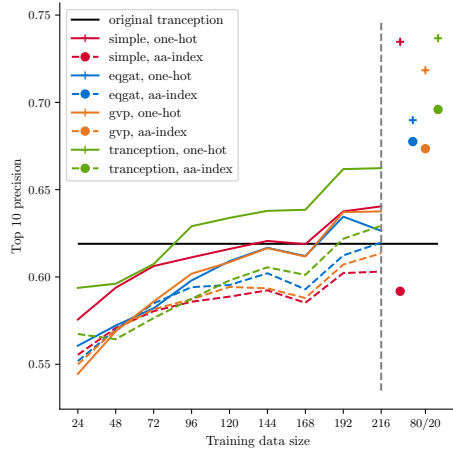 0.75
0.70
0.65
0.60
0.55
Top 10 precision
original tranception
simple, one-hot
simple, aa-index
eqgat, one-hot
eqgat, aa-index
gvp, one-hot
gvp, aa-index
tranception, one-hot
tranception, aa-index
24 48 72 96 120 144 168 192 216 80/20
Training data size